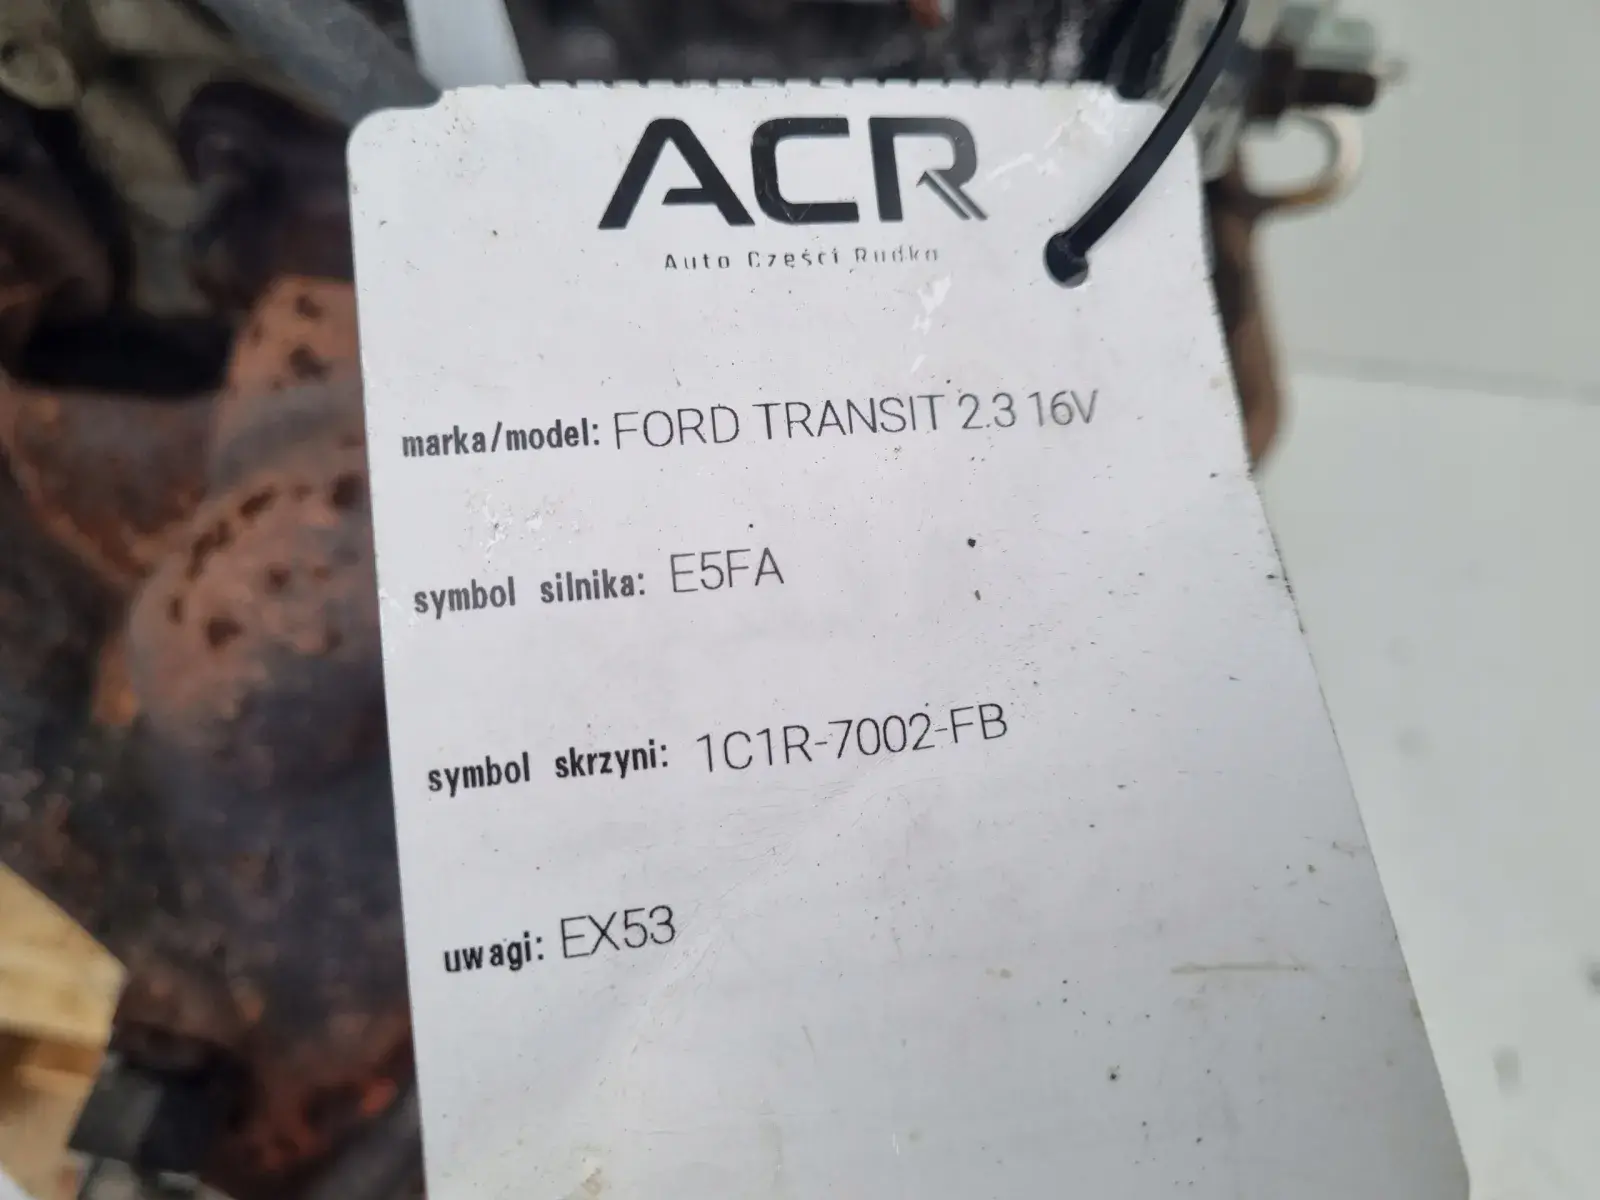 ACR
Auto Części Rudka
marka/model: FORD TRANSIT 2.3 16V
symbol silnika: E5FA
symbol skrzyni: 1C1R-7002-FB
uwagi: EX53